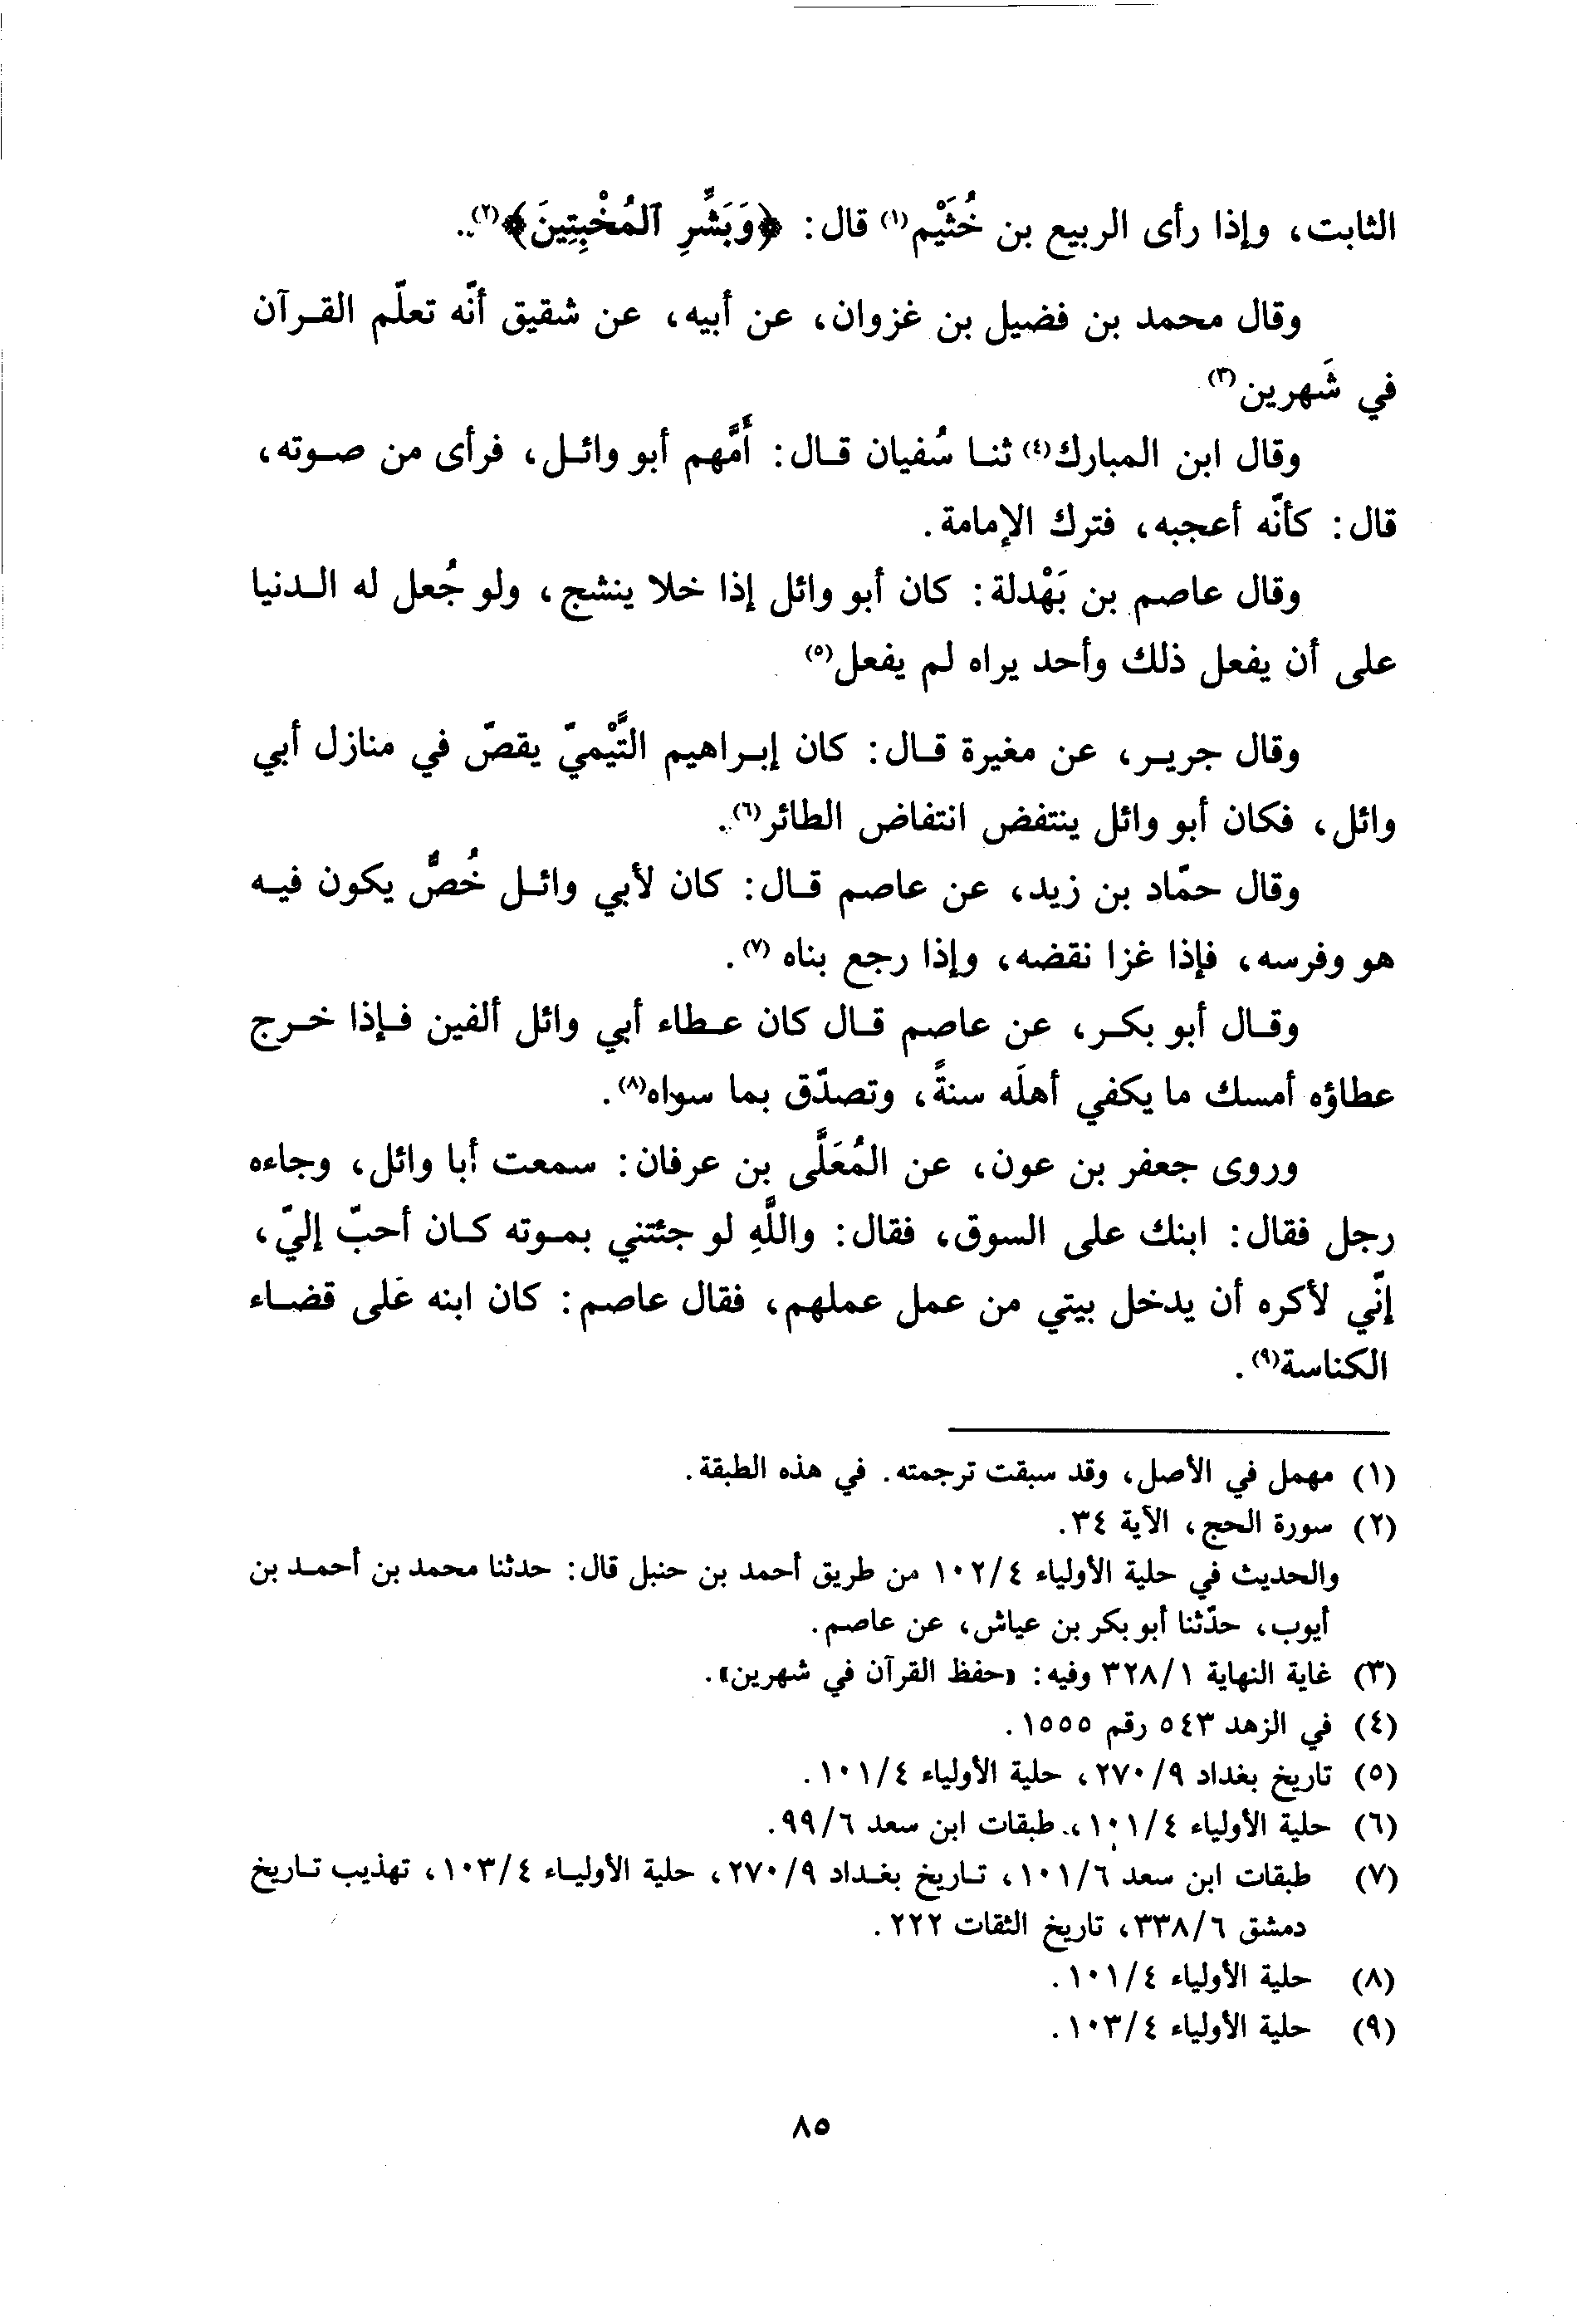 الثابت، وإذا رأى الربيع بن خُثَيْم(١) قال: ﴿وَبَشِّرِ ٱلمُخْبِتِينَ﴾(٢)..
وقال محمد بن فضيل بن غزوان، عن أبيه، عن شقيق أنّه تعلّم القرآن
في شَهرين(٣)
وقال ابن المبارك(٤) ثنا سُفيان قال: أَمَّهم أبو وائل، فرأى من صوته،
قال: كأنّه أعجبه، فترك الإمامة.
وقال عاصم بن بَهْدلة: كان أبو وائل إذا خلا ينشج، ولو جُعل له الدنيا
على أن يفعل ذلك وأحد يراه لم يفعل(٥)
وقال جرير، عن مغيرة قال: كان إبراهيم التَّيْميّ يقصّ في منازل أبي
وائل، فكان أبو وائل ينتفض انتفاض الطائر(٦).
وقال حمّاد بن زيد، عن عاصم قال: كان لأبي وائل خُصٌّ يكون فيه
هو وفرسه، فإذا غزا نقضه، وإذا رجع بناه (٧).
وقال أبو بكر، عن عاصم قال كان عطاء أبي وائل ألفين فإذا خرج
عطاؤه أمسك ما يكفي أهلَه سنةً، وتصدّق بما سواه(٨).
وروى جعفر بن عون، عن المُعَلَّى بن عرفان: سمعت أبا وائل، وجاءه
رجل فقال: ابنك على السوق، فقال: واللَّهِ لو جئتني بموته كان أحبّ إليّ،
إنّي لأكره أن يدخل بيتي من عمل عملهم، فقال عاصم: كان ابنه عَلى قضاء
الكناسة(٩).
(١) مهمل في الأصل، وقد سبقت ترجمته. في هذه الطبقة.
(٢) سورة الحج، الآية ٣٤.
والحديث في حلية الأولياء ١٠٢/٤ من طريق أحمد بن حنبل قال: حدثنا محمد بن أحمد بن
أيوب، حدّثنا أبو بكر بن عياش، عن عاصم.
(٣) غاية النهاية ٣٢٨/١ وفيه: «حفظ القرآن في شهرين».
(٤) في الزهد ٥٤٣ رقم ١٥٥٥.
(٥) تاريخ بغداد ٢٧٠/٩، حلية الأولياء ١٠١/٤.
(٦) حلية الأولياء ١٠١/٤، طبقات ابن سعد ٩٩/٦.
(٧) طبقات ابن سعد ١٠١/٦، تاريخ بغداد ٢٧٠/٩، حلية الأولياء ١٠٣/٤، تهذيب تاريخ
دمشق ٣٣٨/٦، تاريخ الثقات ٢٢٢.
(٨) حلية الأولياء ١٠١/٤.
(٩) حلية الأولياء ١٠٣/٤.
٨٥